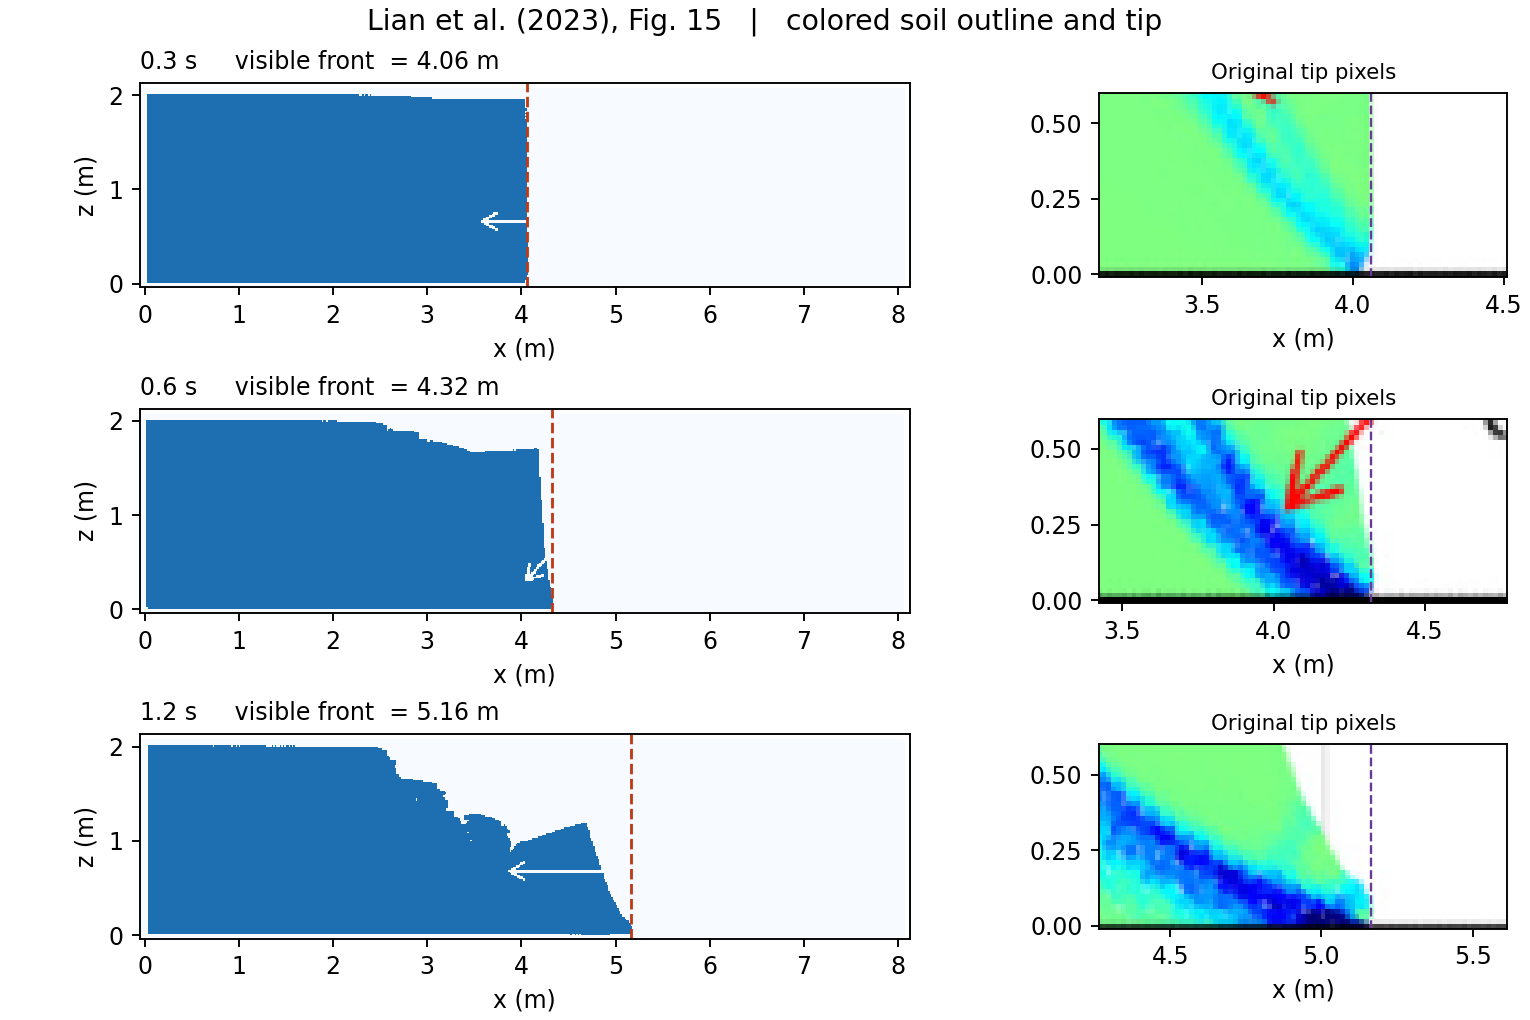 Lian et al. (2023), Fig. 15 | colored soil outline and tip
0.3 s visible front = 4.06 m
Original tip pixels
2
1
0
z (m)
0 1 2 3 4 5 6 7 8
x (m)
0.50
0.25
0.00
3.5 4.0 4.5
x (m)
0.6 s visible front = 4.32 m
Original tip pixels
2
1
0
z (m)
0 1 2 3 4 5 6 7 8
x (m)
0.50
0.25
0.00
3.5 4.0 4.5
x (m)
1.2 s visible front = 5.16 m
Original tip pixels
2
1
0
z (m)
0 1 2 3 4 5 6 7 8
x (m)
0.50
0.25
0.00
4.5 5.0 5.5
x (m)